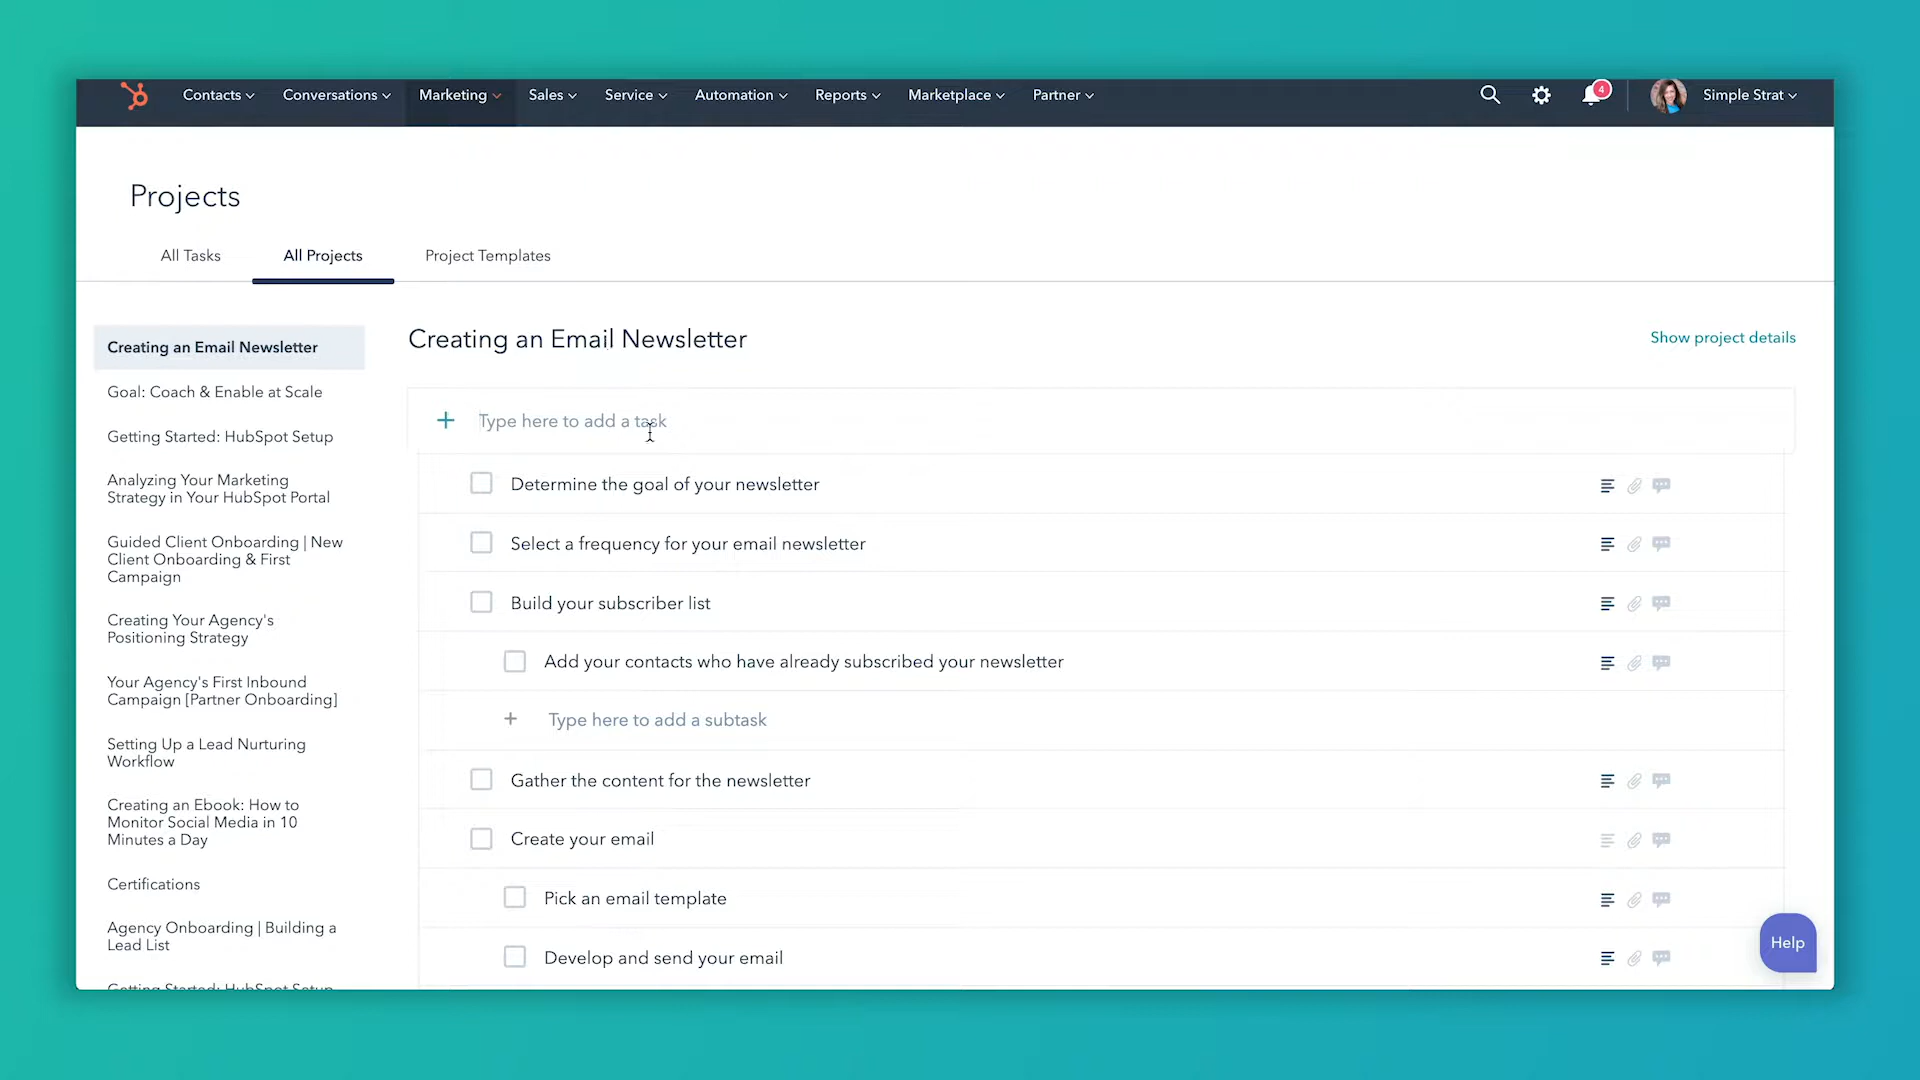 Contacts
Conversations
Marketing
Sales
Service
Automation
Reports
Marketplace
Partner
4
Simple Strat
Projects
All Tasks
All Projects
Project Templates
Creating an Email Newsletter
Goal: Coach & Enable at Scale
Getting Started: HubSpot Setup
Analyzing Your Marketing
Strategy in Your HubSpot Portal
Guided Client Onboarding | New
Client Onboarding & First
Campaign
Creating Your Agency's
Positioning Strategy
Your Agency's First Inbound
Campaign [Partner Onboarding]
Setting Up a Lead Nurturing
Workflow
Creating an Ebook: How to
Monitor Social Media in 10
Minutes a Day
Certifications
Agency Onboarding | Building a
Lead List
Getting Started: HubSpot Setup
Creating an Email Newsletter
Show project details
Type here to add a task
Determine the goal of your newsletter
Select a frequency for your email newsletter
Build your subscriber list
Add your contacts who have already subscribed your newsletter
Type here to add a subtask
Gather the content for the newsletter
Create your email
Pick an email template
Develop and send your email
Help